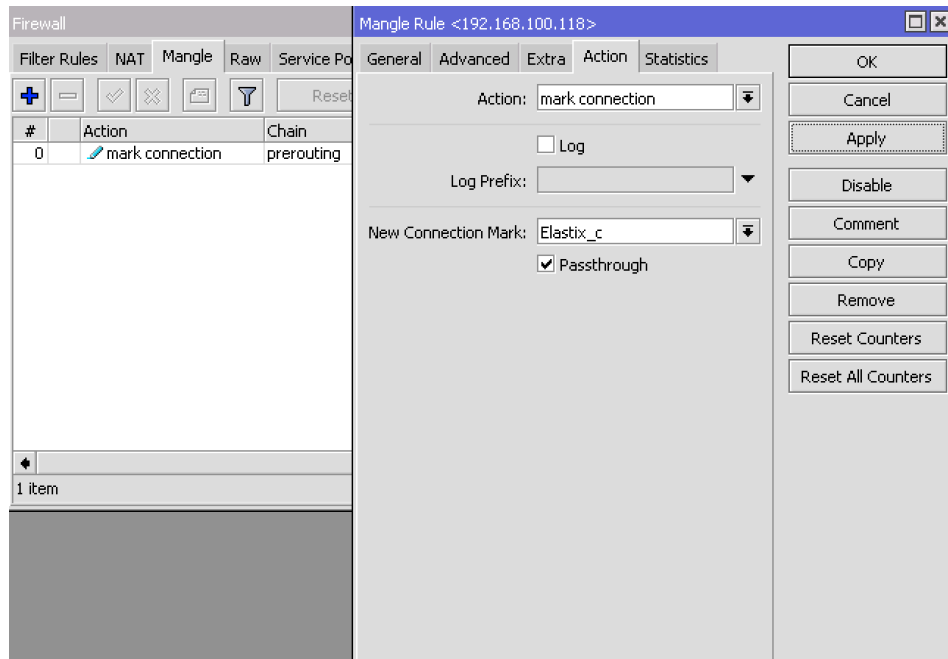 Firewall
Filter Rules NAT Mangle Raw Service Po
Reset
# Action Chain
0 mark connection prerouting
1 item
Mangle Rule <192.168.100.118>
General Advanced Extra Action Statistics
Action: mark connection
Log
Log Prefix:
New Connection Mark: Elastix_c
Passthrough
OK
Cancel
Apply
Disable
Comment
Copy
Remove
Reset Counters
Reset All Counters